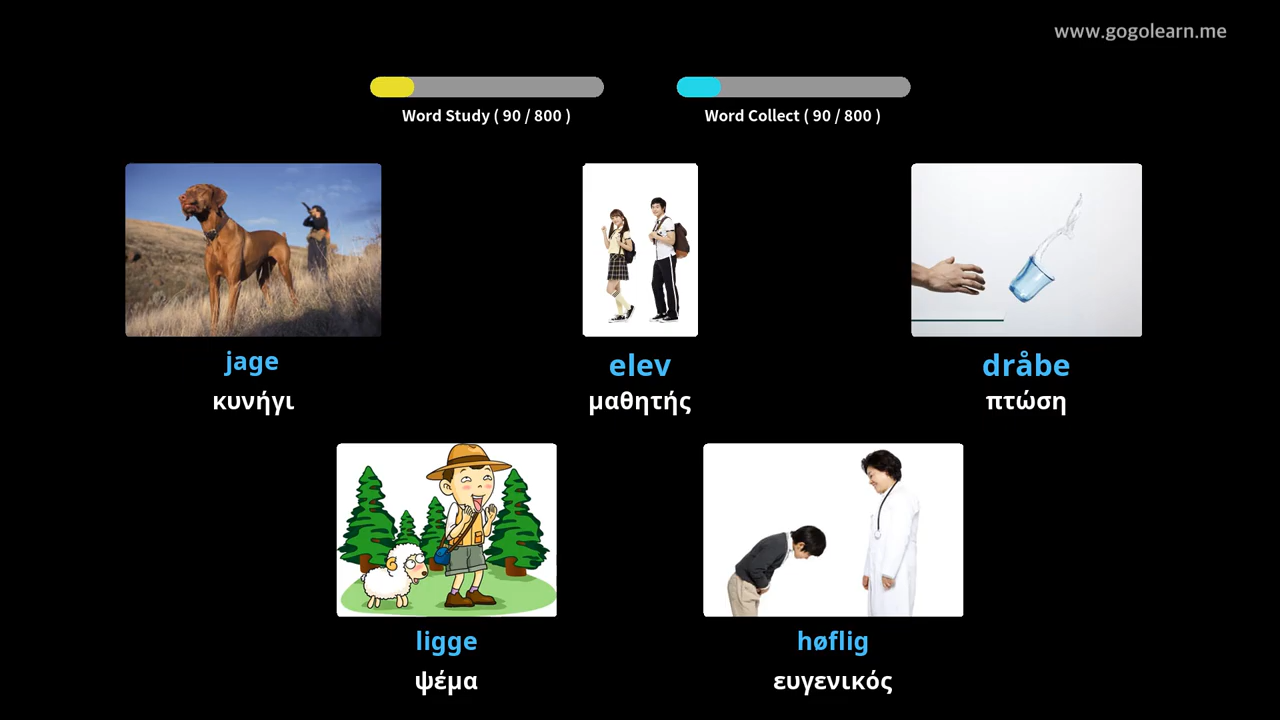 www.gogolearn.me
Word Study ( 90 / 800 )
Word Collect ( 90 / 800 )
jage
κυνήγι
elev
μαθητής
dråbe
πτώση
ligge
ψέμα
høflig
ευγενικός